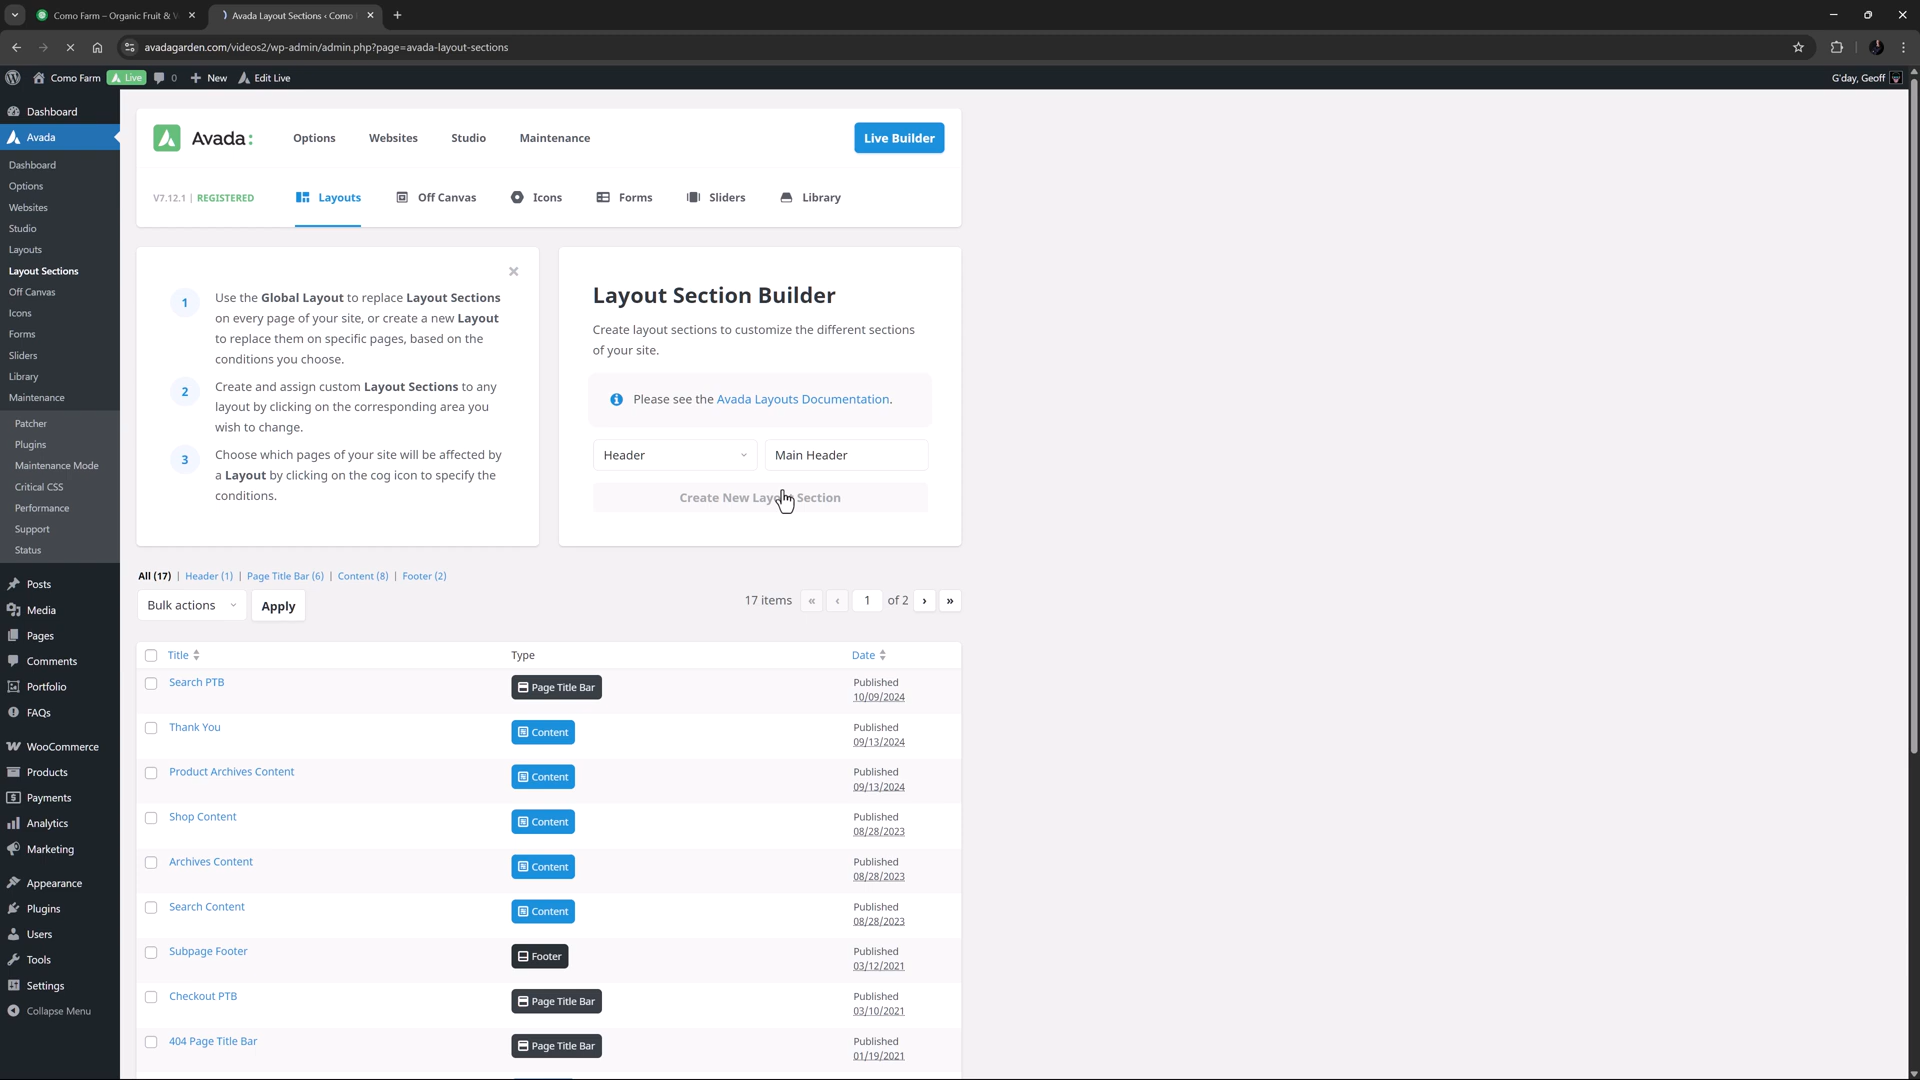 Como Farm – Organic Fruit & V
Avada Layout Sections ‹ Como
avadagarden.com/videos2/wp-admin/admin.php?page=avada-layout-sections
Como Farm
Live
0
New
Edit Live
G'day, Geoff
Dashboard
Avada
Dashboard
Options
Websites
Studio
Layouts
Layout Sections
Off Canvas
Icons
Forms
Sliders
Library
Maintenance
Patcher
Plugins
Maintenance Mode
Critical CSS
Performance
Support
Status
Posts
Media
Pages
Comments
Portfolio
FAQs
WooCommerce
Products
Payments
Analytics
Marketing
Appearance
Plugins
Users
Tools
Settings
Collapse Menu
Avada:
Options
Websites
Studio
Maintenance
Live Builder
V7.12.1 | REGISTERED
Layouts
Off Canvas
Icons
Forms
Sliders
Library
1
Use the Global Layout to replace Layout Sections
on every page of your site, or create a new Layout
to replace them on specific pages, based on the
conditions you choose.
2
Create and assign custom Layout Sections to any
layout by clicking on the corresponding area you
wish to change.
3
Choose which pages of your site will be affected by
a Layout by clicking on the cog icon to specify the
conditions.
Layout Section Builder
Create layout sections to customize the different sections
of your site.
Please see the Avada Layouts Documentation.
Header
Main Header
Create New Layout Section
All (17) | Header (1) | Page Title Bar (6) | Content (8) | Footer (2)
Bulk actions
Apply
17 items « ‹ 1 of 2 › »
Title Type Date
Search PTB Page Title Bar Published
10/09/2024
Thank You Content Published
09/13/2024
Product Archives Content Content Published
09/13/2024
Shop Content Content Published
08/28/2023
Archives Content Content Published
08/28/2023
Search Content Content Published
08/28/2023
Subpage Footer Footer Published
03/12/2021
Checkout PTB Page Title Bar Published
03/10/2021
404 Page Title Bar Page Title Bar Published
01/19/2021